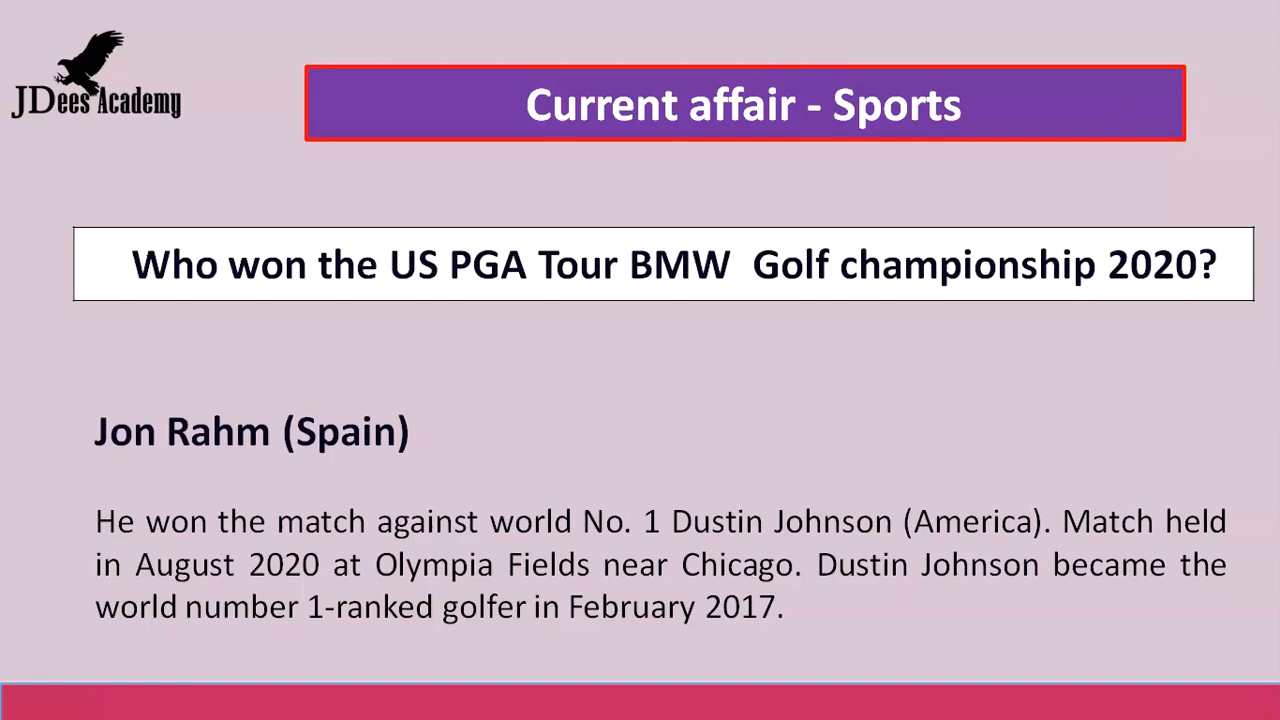 JDees Academy
Current affair - Sports
Who won the US PGA Tour BMW Golf championship 2020?
Jon Rahm (Spain)
He won the match against world No. 1 Dustin Johnson (America). Match held
in August 2020 at Olympia Fields near Chicago. Dustin Johnson became the
world number 1-ranked golfer in February 2017.